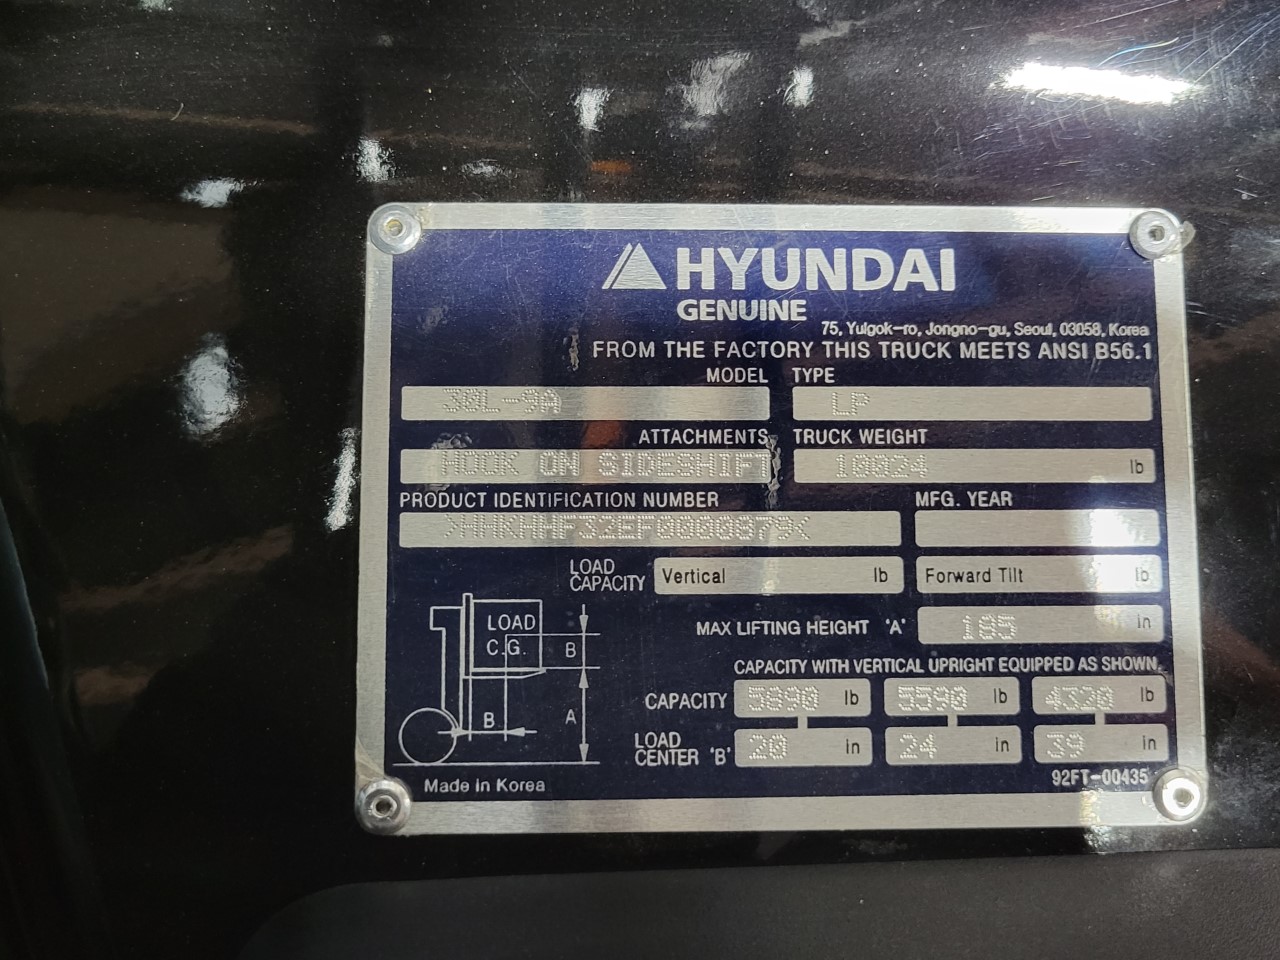 HYUNDAI
GENUINE
75, Yulgok-ro, Jongno-gu, Seoul, 03058, Korea
FROM THE FACTORY THIS TRUCK MEETS ANSI B56.1
MODEL TYPE
30L-9A LP
ATTACHMENTS TRUCK WEIGHT
HOOK ON SIDESHIFT 10024 lb
PRODUCT IDENTIFICATION NUMBER MFG. YEAR
>HHKHHF32EF0000079<
LOAD CAPACITY Vertical lb Forward Tilt lb
MAX LIFTING HEIGHT 'A' 185 in
LOAD
C.G.
B
B
A
CAPACITY WITH VERTICAL UPRIGHT EQUIPPED AS SHOWN.
CAPACITY 5890 lb 5590 lb 4320 lb
LOAD CENTER 'B' 20 in 24 in 39 in
Made in Korea 92FT-00435